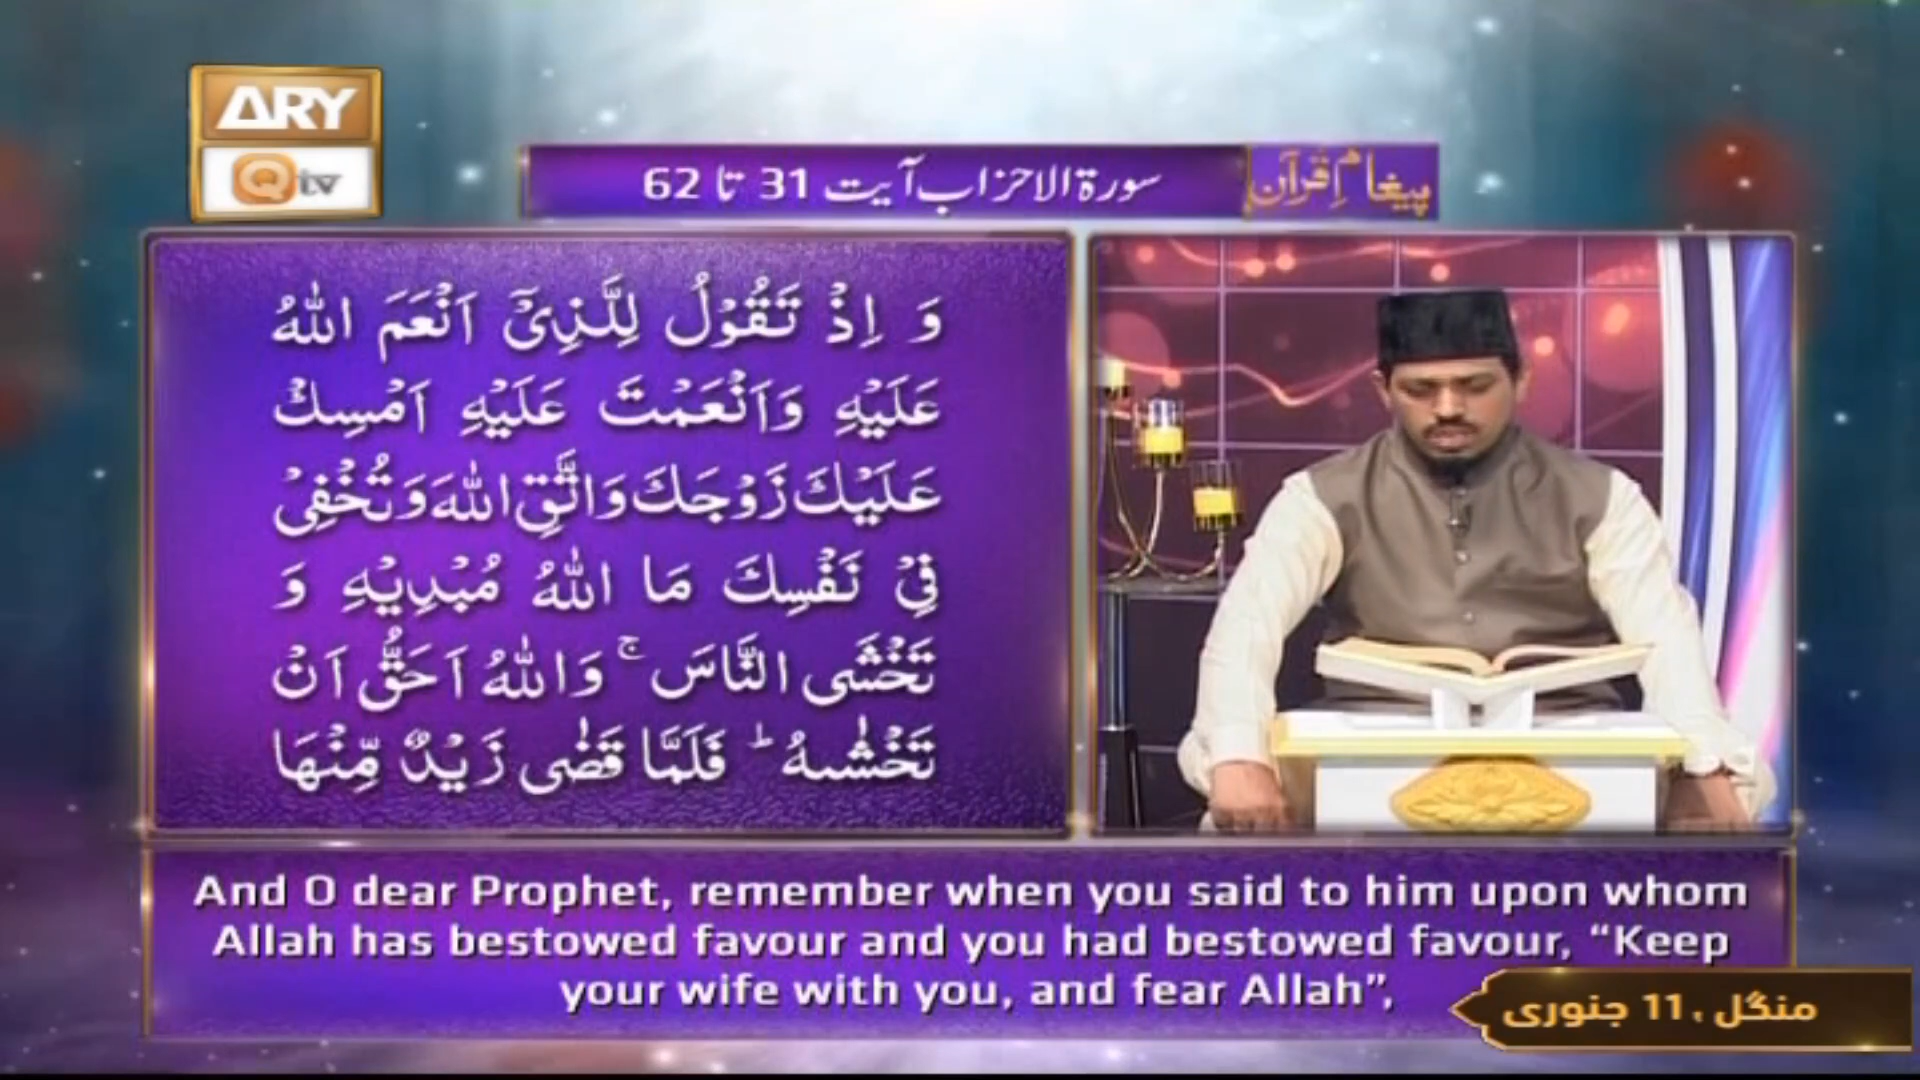 ARY
Qtv
پیغامِ قرآن
سورۃ الاحزاب آیت 31 تا 62
وَ اِذْ تَقُوْلُ لِلَّذِیْۤ اَنْعَمَ اللّٰهُ
عَلَیْهِ وَاَنْعَمْتَ عَلَیْهِ اَمْسِكْ
عَلَیْكَ زَوْجَكَ وَاتَّقِ اللّٰهَ وَتُخْفِیْ
فِیْ نَفْسِكَ مَا اللّٰهُ مُبْدِیْهِ وَ
تَخْشَی النَّاسَ ۚ وَاللّٰهُ اَحَقُّ اَنْ
تَخْشٰىهُ ؕ فَلَمَّا قَضٰی زَیْدٌ مِّنْهَا
And O dear Prophet, remember when you said to him upon whom
Allah has bestowed favour and you had bestowed favour, “Keep
your wife with you, and fear Allah”,
منگل ، 11 جنوری